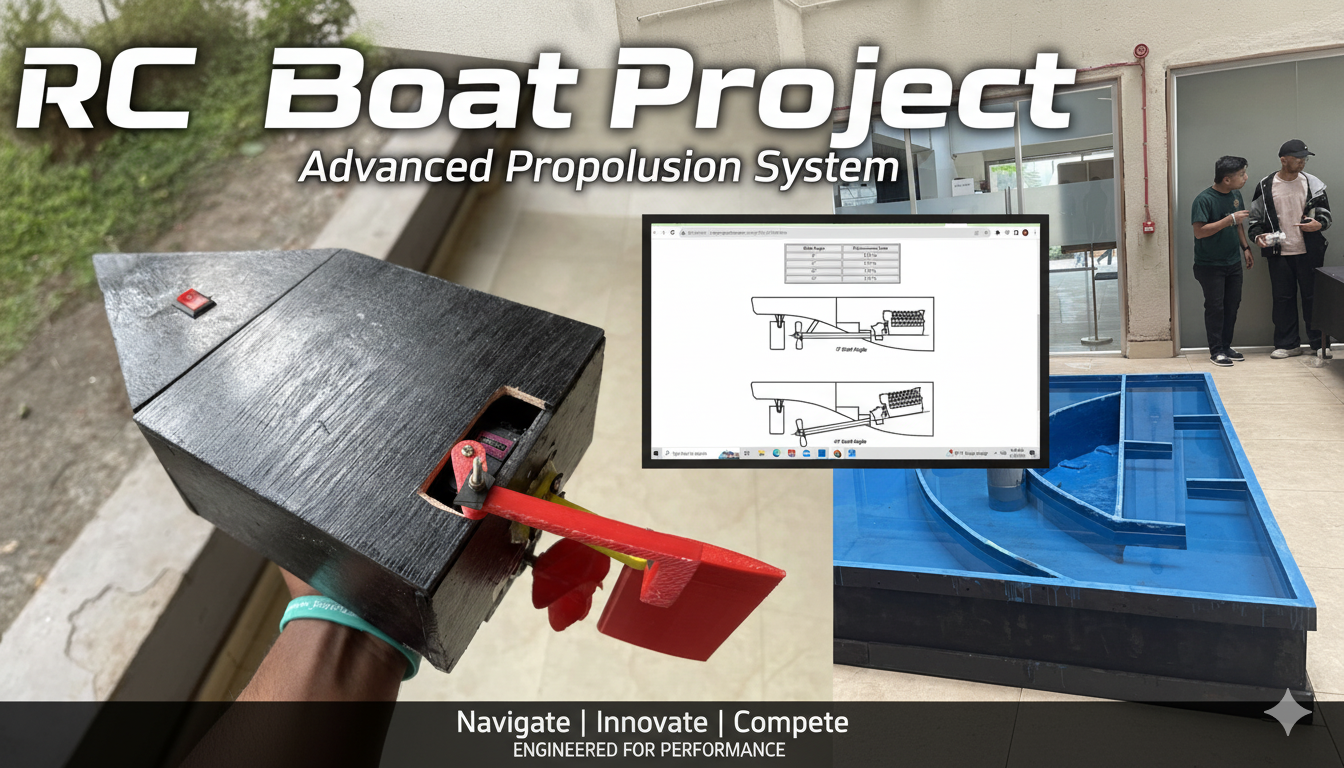 RC Boat Project
Advanced Propolusion System
Navigate | Innovate | Compete
ENGINEERED FOR PERFORMANCE